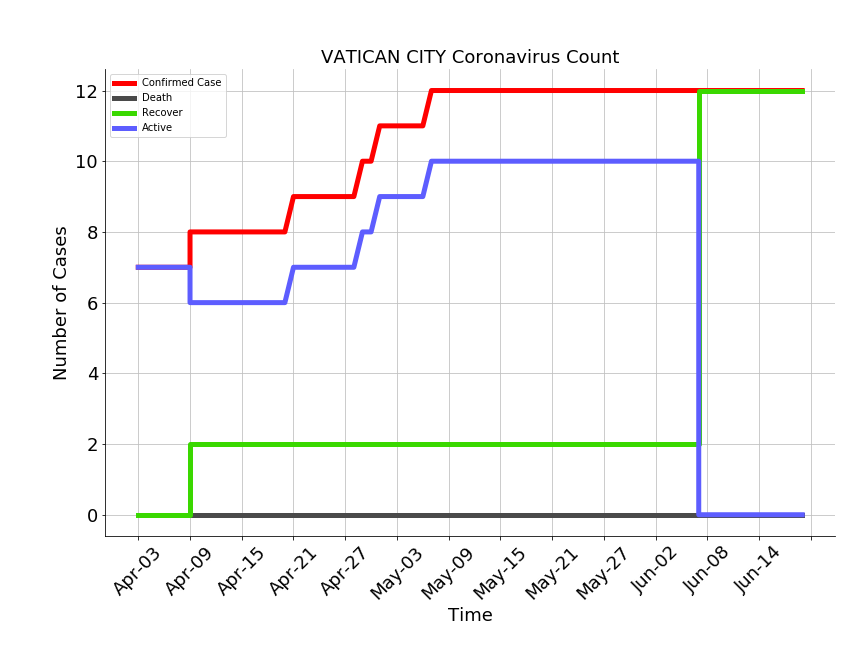 VATICAN CITY Coronavirus Count
Confirmed Case
Death
Recover
Active
Number of Cases
12
10
8
6
4
2
0
Apr-03
Apr-09
Apr-15
Apr-21
Apr-27
May-03
May-09
May-15
May-21
May-27
Jun-02
Jun-08
Jun-14
Time